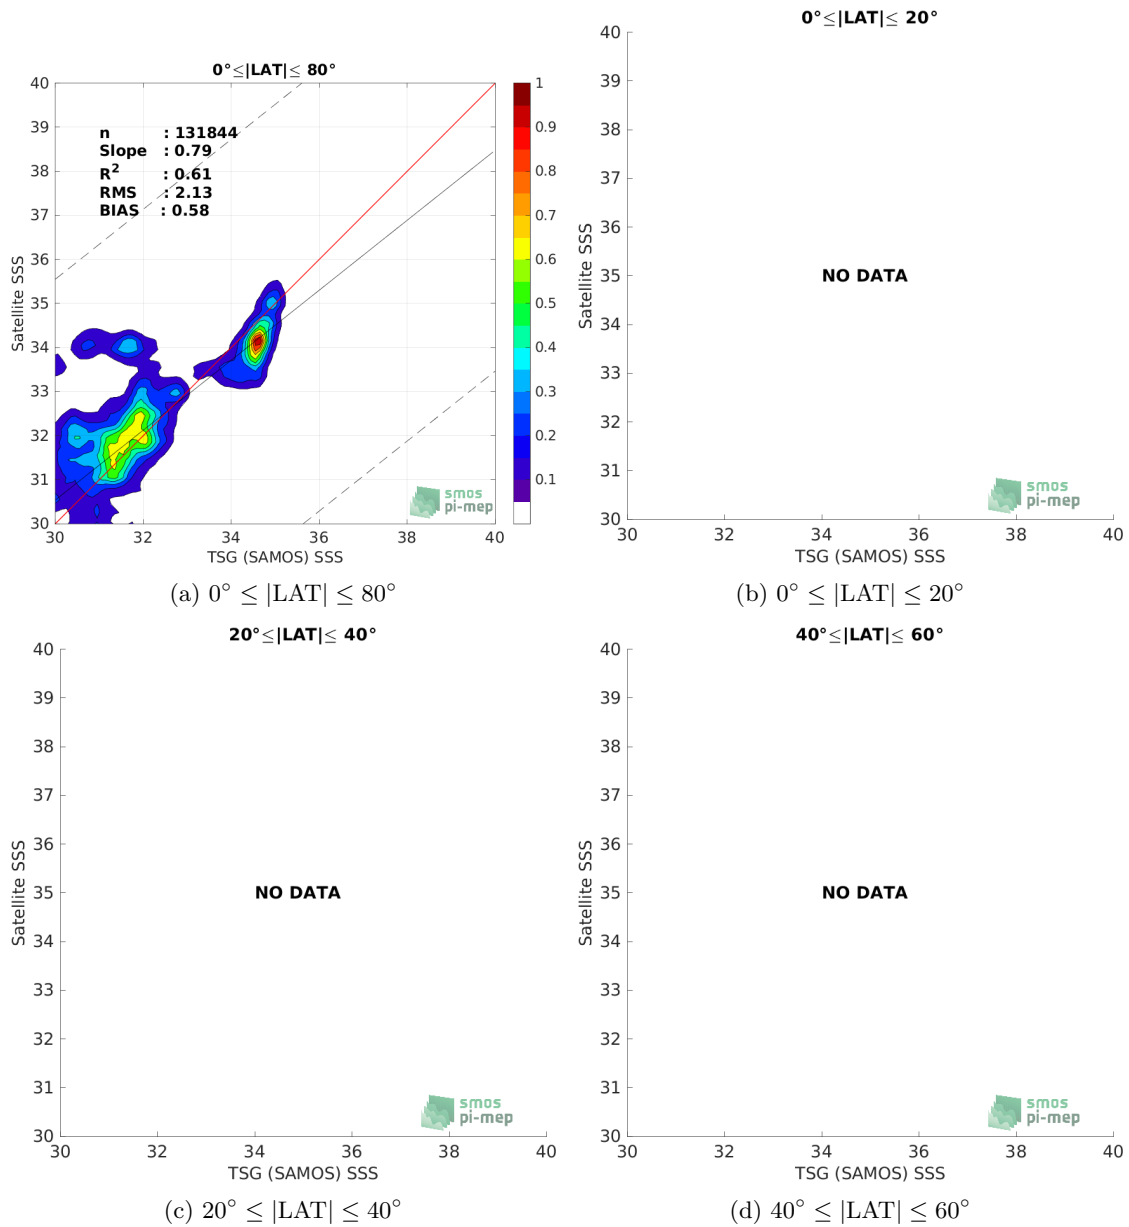 0°≤|LAT|≤ 80°
40
39
38
37
36
35
34
33
32
31
30
Satellite SSS
n : 131844
Slope : 0.79
R² : 0.61
RMS : 2.13
BIAS : 0.58
1
0.9
0.8
0.7
0.6
0.5
0.4
0.3
0.2
0.1
smos
pi-mep
30 32 34 36 38 40
TSG (SAMOS) SSS
(a) 0° ≤ |LAT| ≤ 80°
0°≤|LAT|≤ 20°
40
39
38
37
36
35
34
33
32
31
30
Satellite SSS
NO DATA
smos
pi-mep
30 32 34 36 38 40
TSG (SAMOS) SSS
(b) 0° ≤ |LAT| ≤ 20°
20°≤|LAT|≤ 40°
40
39
38
37
36
35
34
33
32
31
30
Satellite SSS
NO DATA
smos
pi-mep
30 32 34 36 38 40
TSG (SAMOS) SSS
(c) 20° ≤ |LAT| ≤ 40°
40°≤|LAT|≤ 60°
40
39
38
37
36
35
34
33
32
31
30
Satellite SSS
NO DATA
smos
pi-mep
30 32 34 36 38 40
TSG (SAMOS) SSS
(d) 40° ≤ |LAT| ≤ 60°